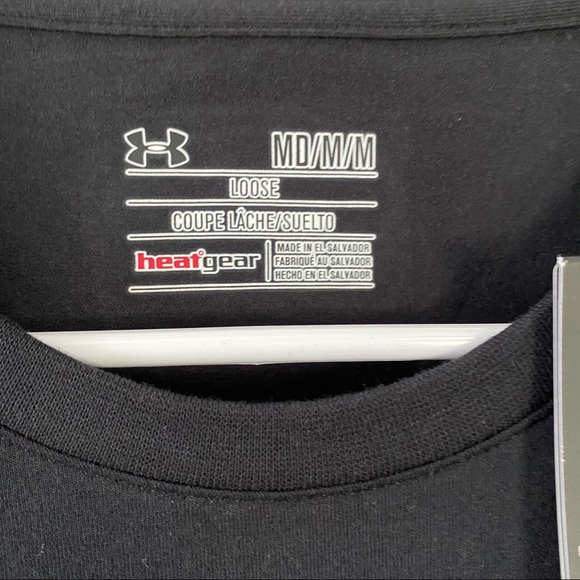 MD/M/M
LOOSE
COUPE LÂCHE/SUELTO
heatgear
MADE IN EL SALVADOR
FABRIQUÉ AU SALVADOR
HECHO EN EL SALVADOR